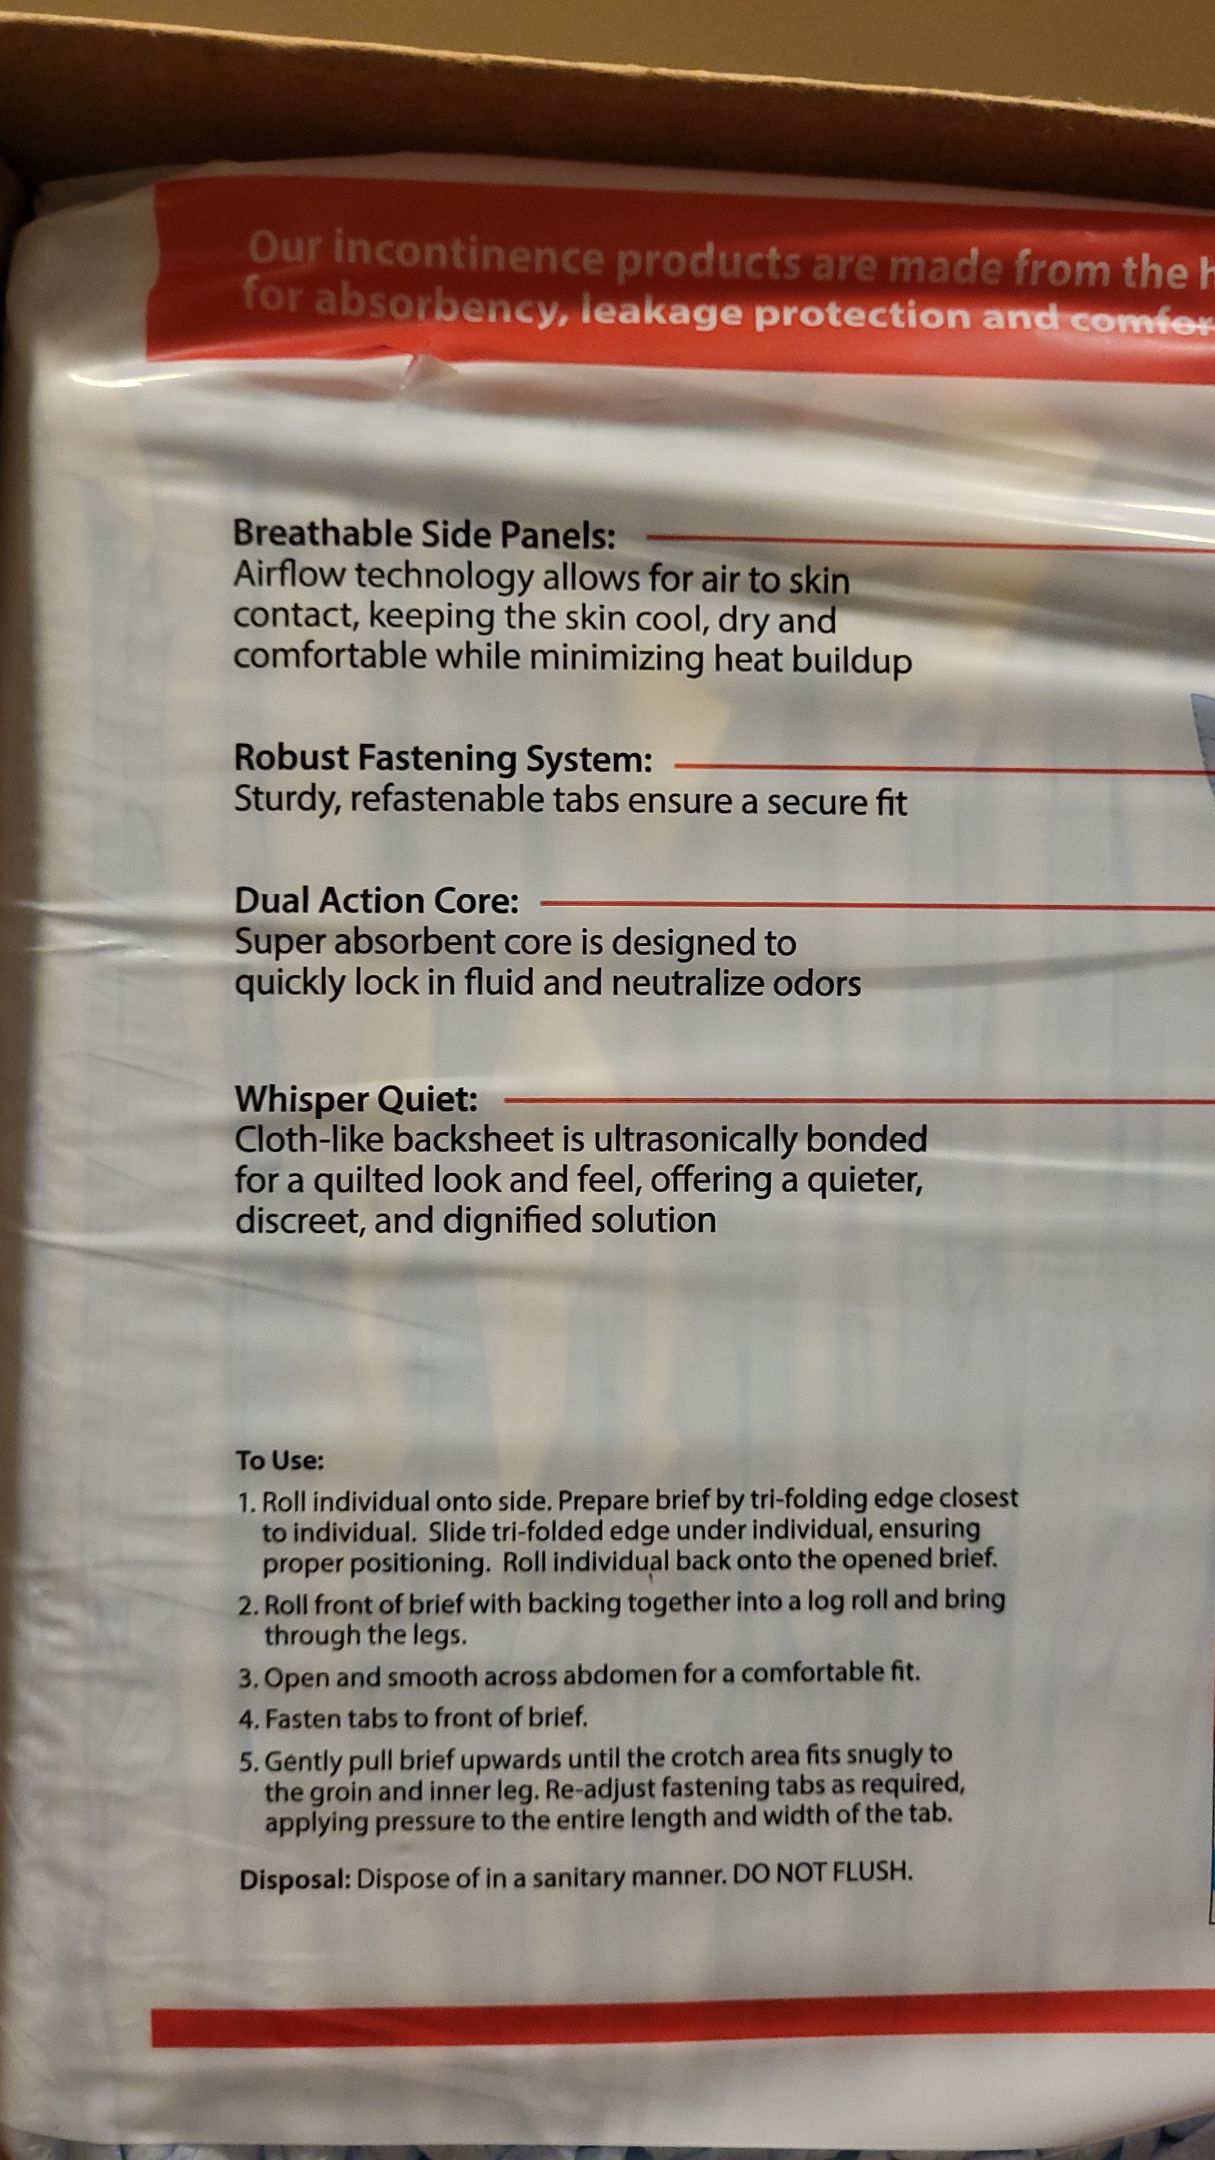 Our incontinence products are made from the
for absorbency, leakage protection and
Breathable Side Panels:
Airflow technology allows for air to skin
contact, keeping the skin cool, dry and
comfortable while minimizing heat buildup
Robust Fastening System:
Sturdy, refastenable tabs ensure a secure fit
Dual Action Core:
Super absorbent core is designed to
quickly lock in fluid and neutralize odors
Whisper Quiet:
Cloth-like backsheet is ultrasonically bonded
for a quilted look and feel, offering a quieter,
discreet, and dignified solution
To Use:
1. Roll individual onto side. Prepare brief by tri-folding edge closest
to individual. Slide tri-folded edge under individual, ensuring
proper positioning. Roll individual back onto the opened brief.
2. Roll front of brief with backing together into a log roll and bring
through the legs.
3. Open and smooth across abdomen for a comfortable fit.
4. Fasten tabs to front of brief.
5. Gently pull brief upwards until the crotch area fits snugly to
the groin and inner leg. Re-adjust fastening tabs as required,
applying pressure to the entire length and width of the tab.
Disposal: Dispose of in a sanitary manner. DO NOT FLUSH.